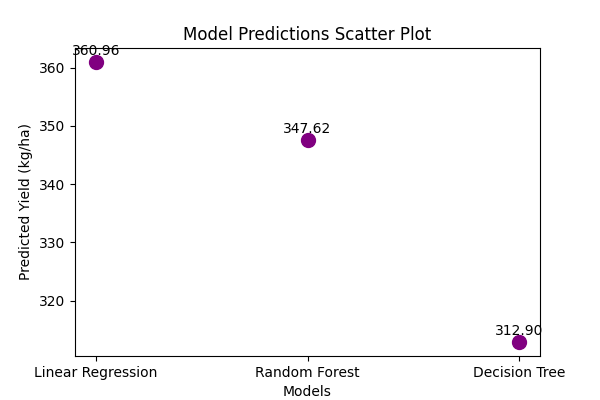 Model Predictions Scatter Plot
360.96
347.62
312.90
360
350
340
330
320
Predicted Yield (kg/ha)
Linear Regression
Random Forest
Decision Tree
Models